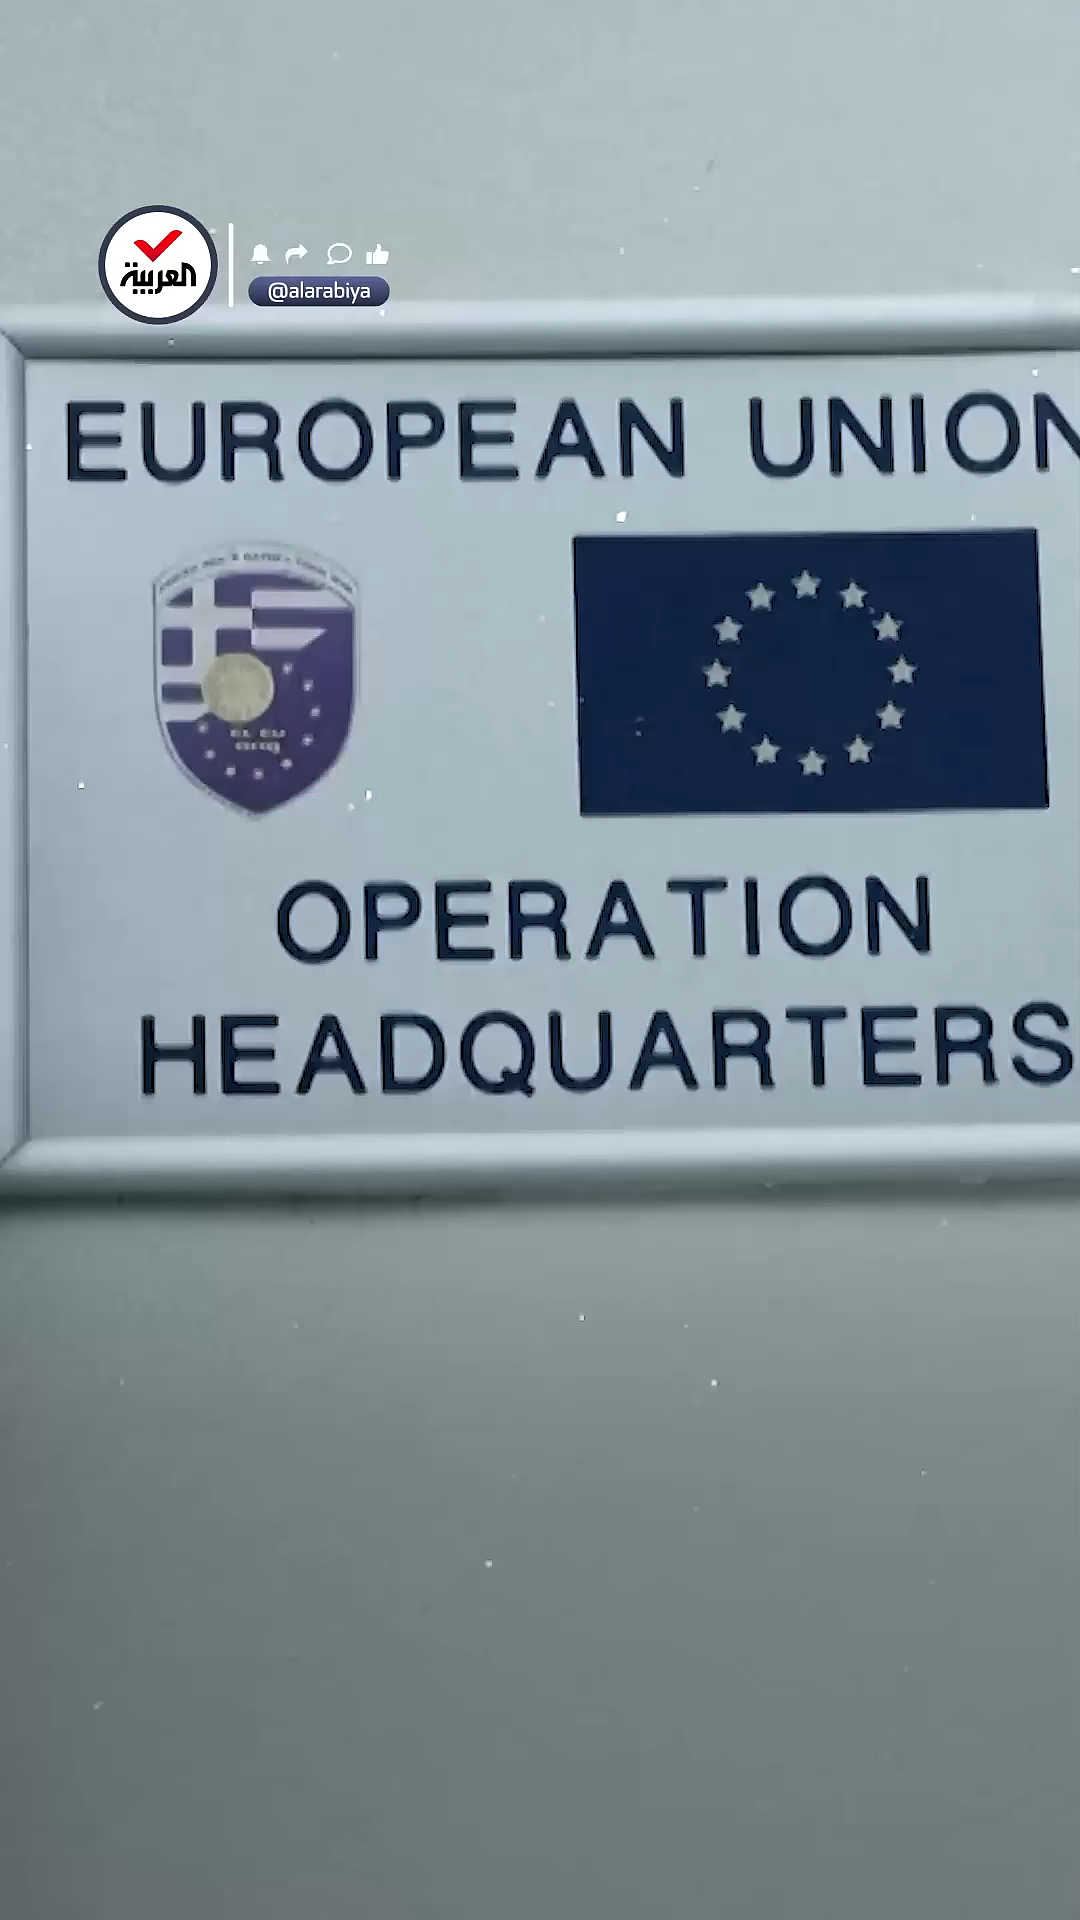 العربية
@alarabiya
EUROPEAN UNION
OPERATION
HEADQUARTERS